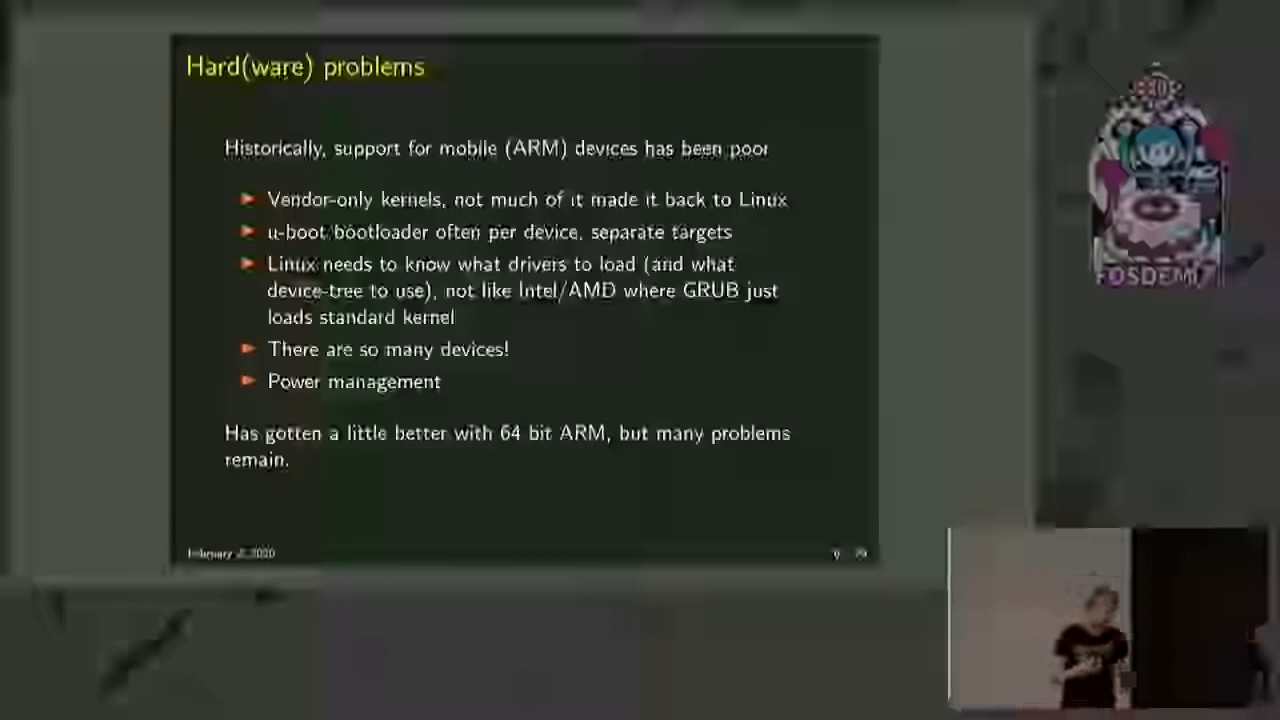 Hard(ware) problems
Historically, support for mobile (ARM) devices has been poor
Vendor-only kernels, not much of it made it back to Linux
u-boot bootloader often per device, separate targets
Linux needs to know what drivers to load (and what
device-tree to use), not like Intel/AMD where GRUB just
loads standard kernel
There are so many devices!
Power management
Has gotten a little better with 64 bit ARM, but many problems
remain.
February 2, 2020